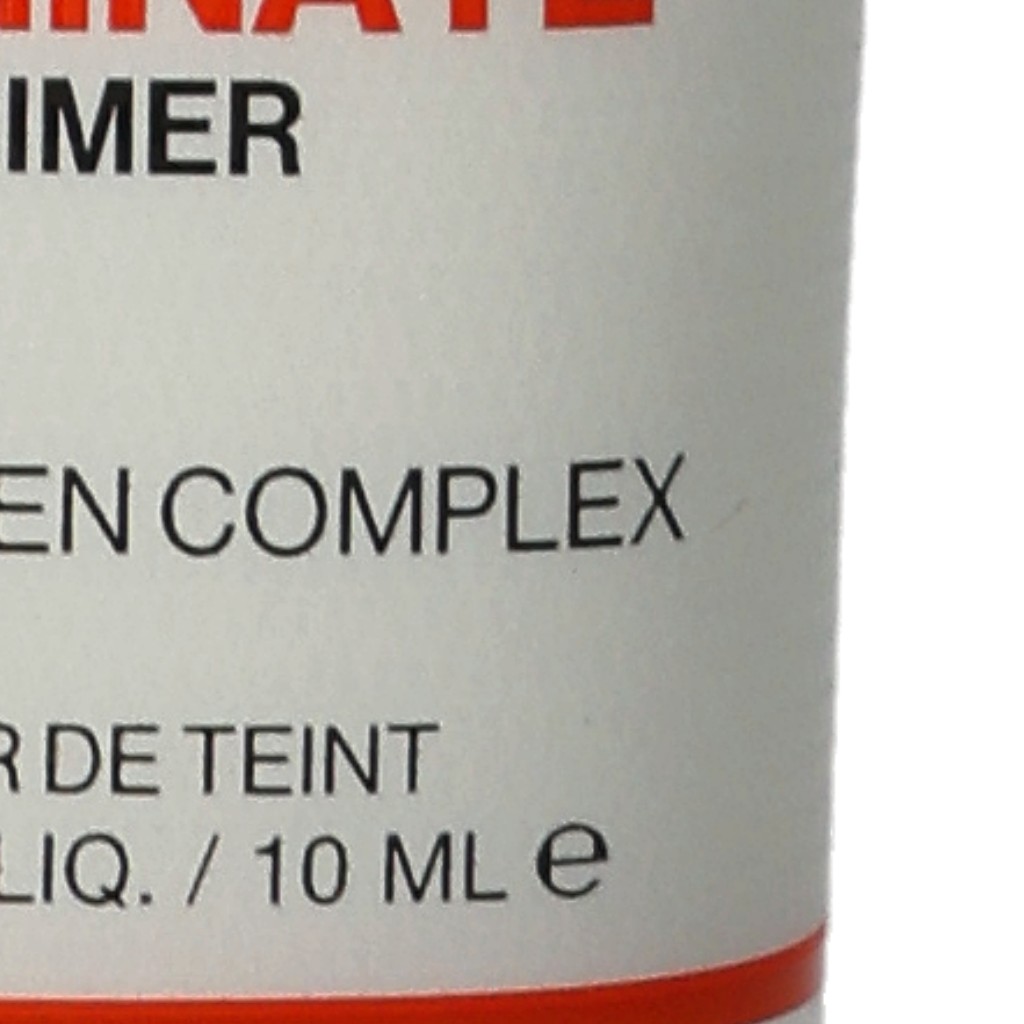 IMER
EN COMPLEX
R DE TEINT
LIQ. / 10 ML e